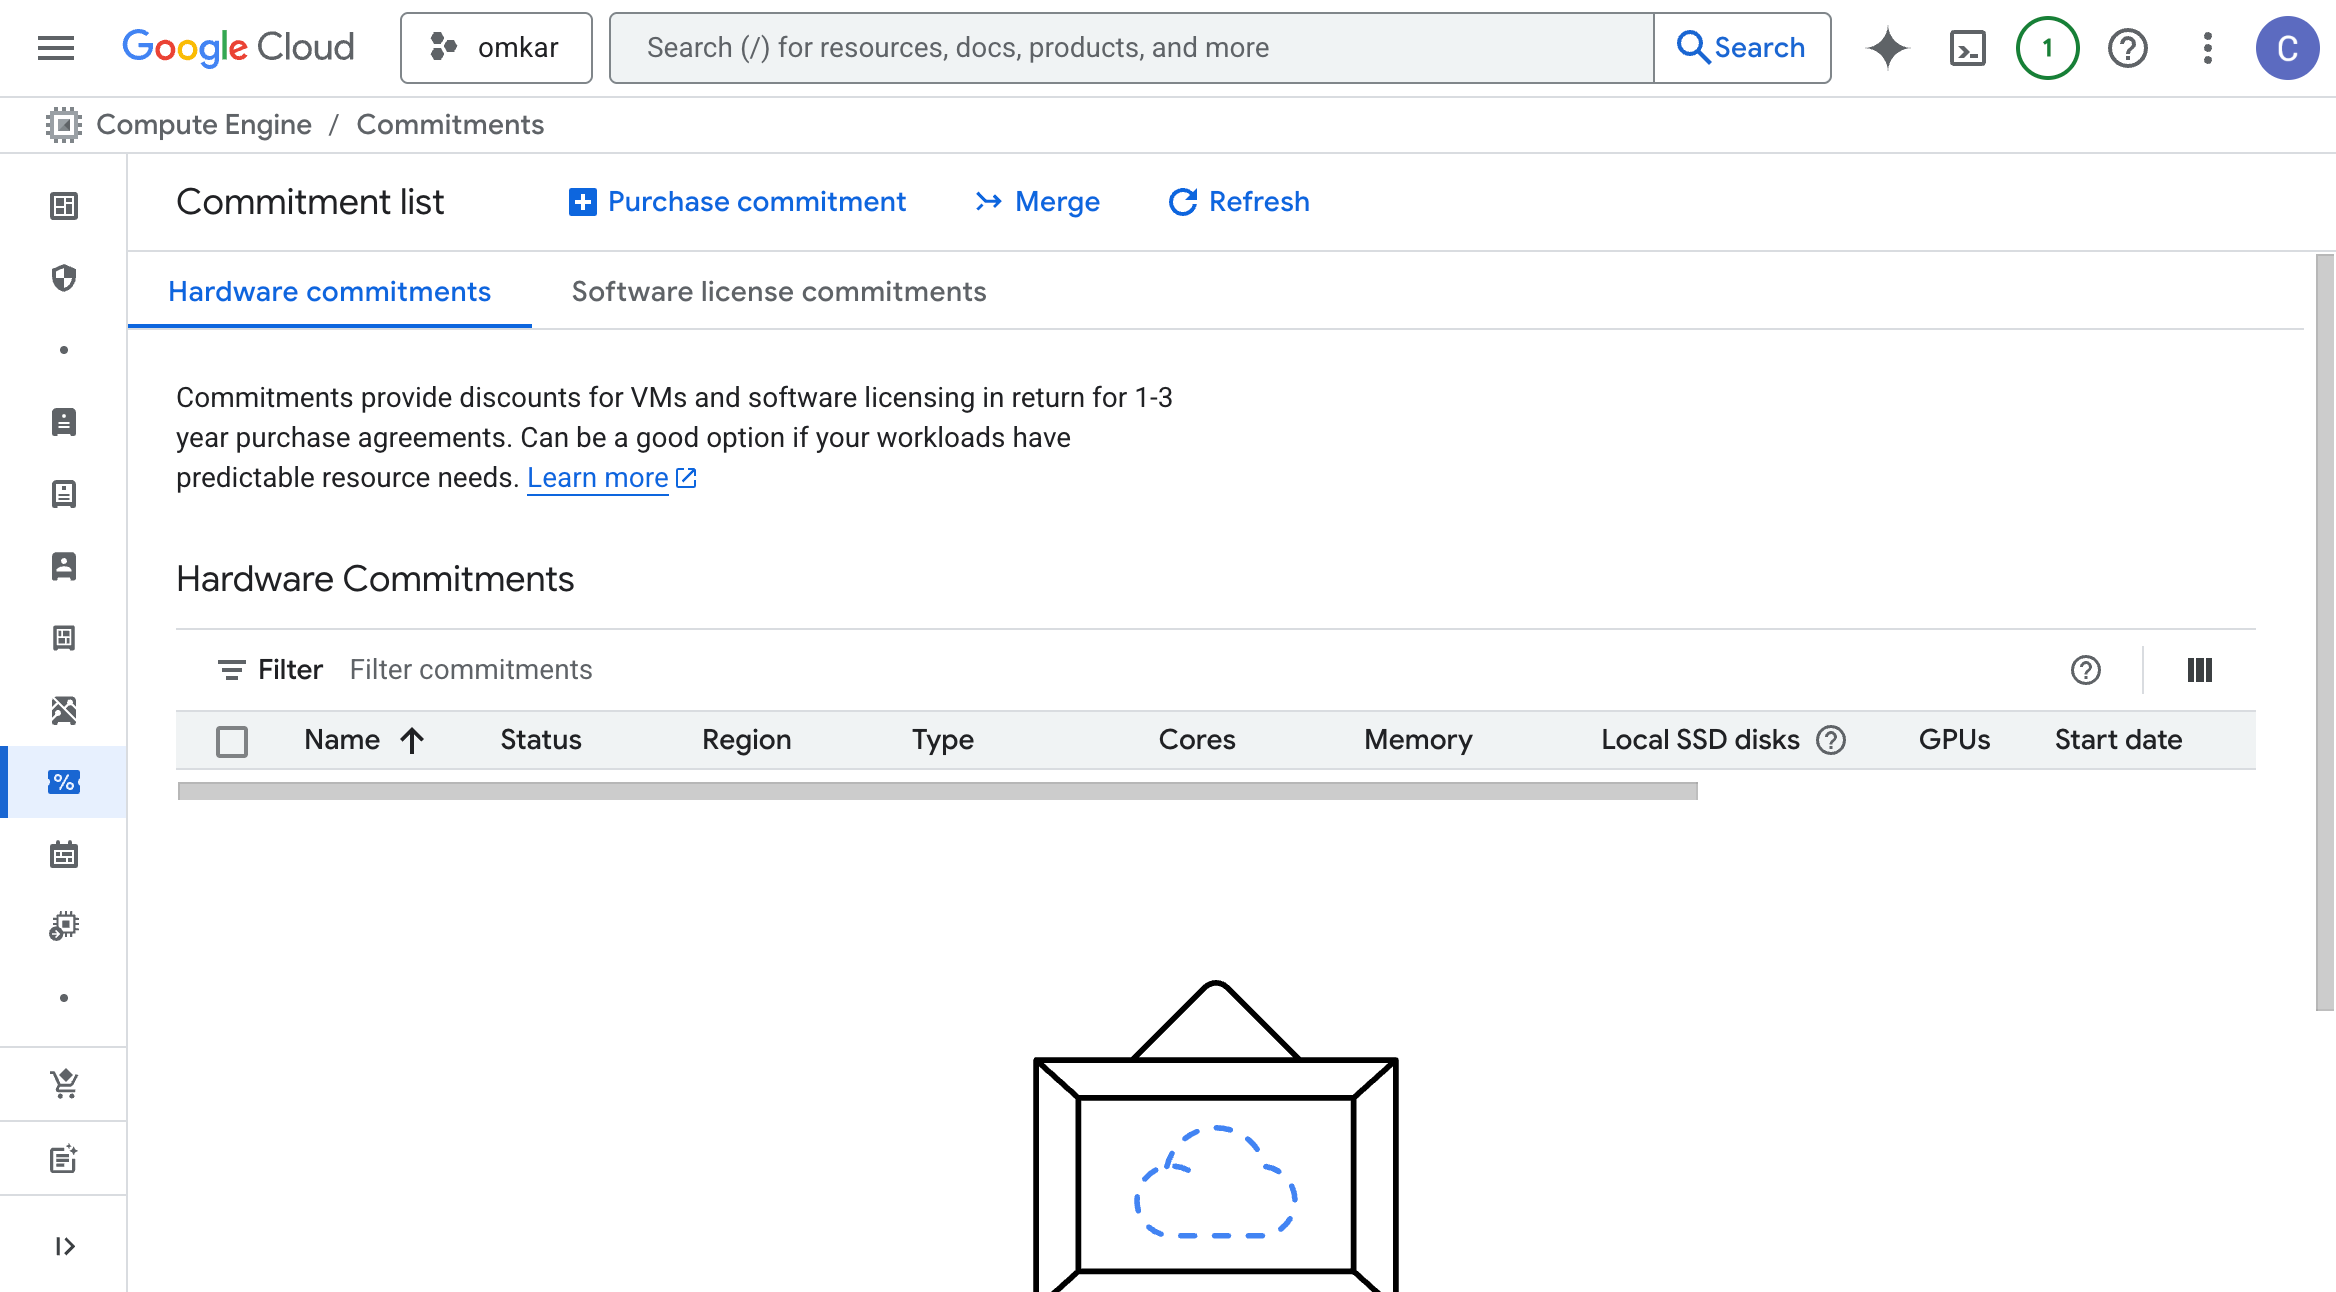 Google Cloud
omkar
Search (/) for resources, docs, products, and more
Search
1
C
Compute Engine / Commitments
Commitment list
Purchase commitment
Merge
Refresh
Hardware commitments
Software license commitments
Commitments provide discounts for VMs and software licensing in return for 1-3
year purchase agreements. Can be a good option if your workloads have
predictable resource needs. Learn more
Hardware Commitments
Filter Filter commitments
Name Status Region Type Cores Memory Local SSD disks GPUs Start date